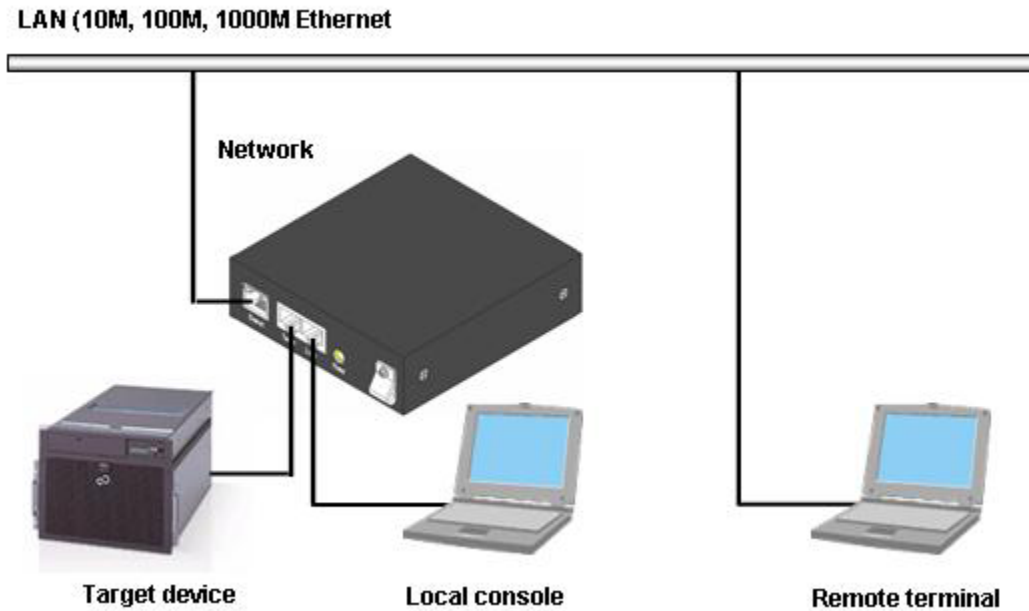 LAN (10M, 100M, 1000M Ethernet
Network
Target device
Local console
Remote terminal